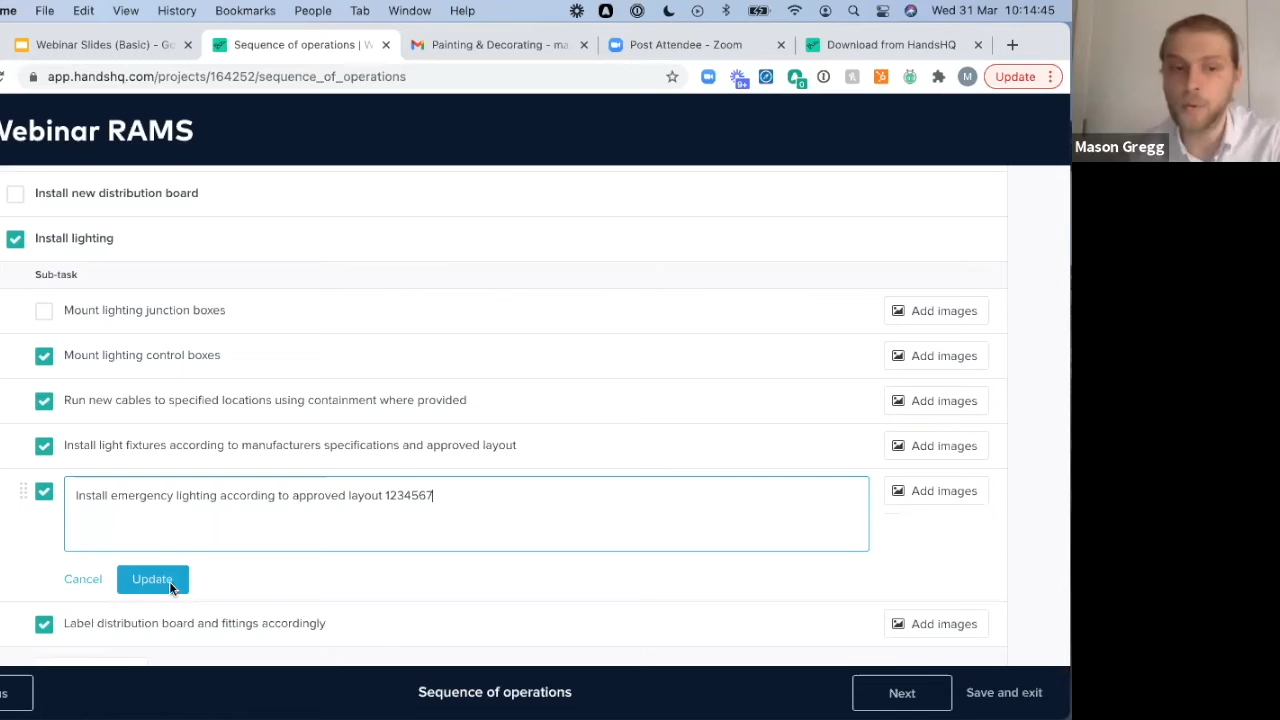 File Edit View History Bookmarks People Tab Window Help Wed 31 Mar 10:14:45
Webinar Slides (Basic) - Go
Sequence of operations | W
Painting & Decorating - ma
Post Attendee - Zoom
Download from HandsHQ
app.handshq.com/projects/164252/sequence_of_operations
9+
0
M
Update
Webinar RAMS
Mason Gregg
Install new distribution board
Install lighting
Sub-task
Mount lighting junction boxes
Add images
Mount lighting control boxes
Add images
Run new cables to specified locations using containment where provided
Add images
Install light fixtures according to manufacturers specifications and approved layout
Add images
Install emergency lighting according to approved layout 1234567
Add images
Cancel
Update
Label distribution board and fittings accordingly
Add images
Sequence of operations
Next
Save and exit